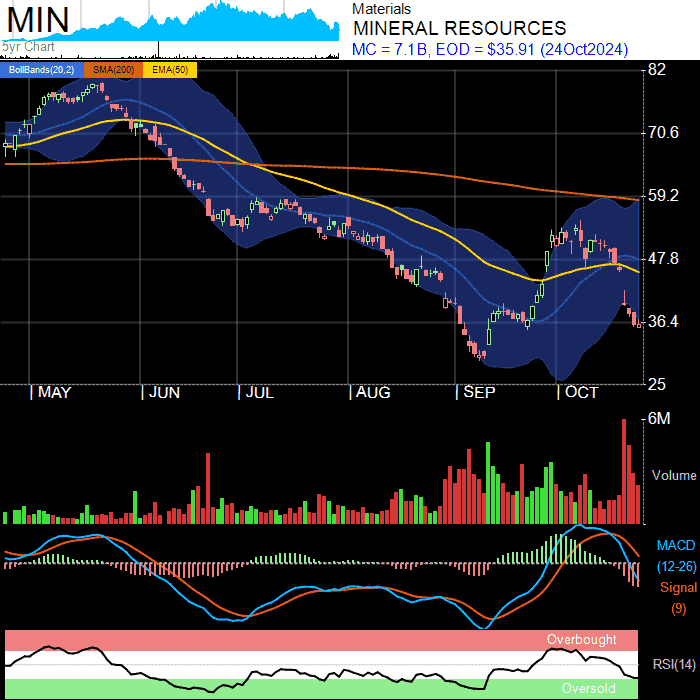 MIN
5yr Chart
Materials
MINERAL RESOURCES
MC = 7.1B, EOD = $35.91 (24Oct2024)
BollBands(20,2) SMA(200) EMA(50)
82
70.6
59.2
47.8
36.4
25
| MAY | JUN | JUL | AUG | SEP | OCT
6M
Volume
MACD
(12-26)
Signal
(9)
Overbought
RSI(14)
Oversold